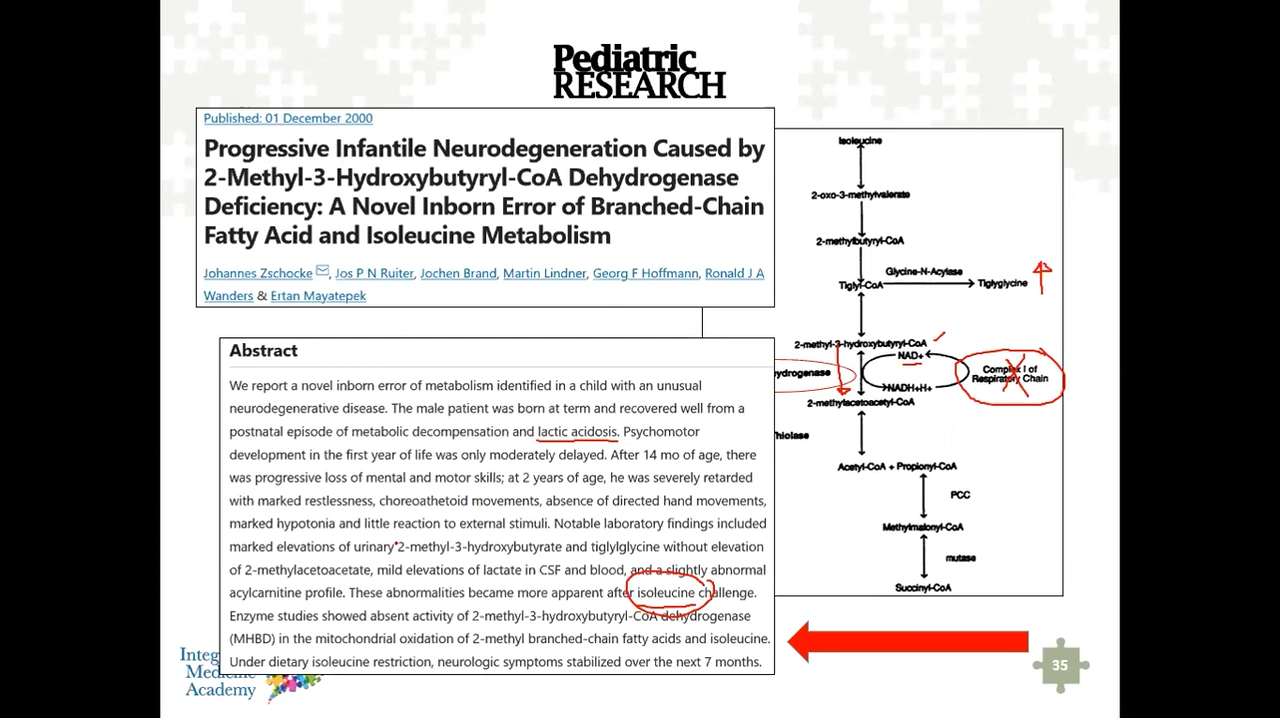 Pediatric
RESEARCH
Published: 01 December 2000
Progressive Infantile Neurodegeneration Caused by
2-Methyl-3-Hydroxybutyryl-CoA Dehydrogenase
Deficiency: A Novel Inborn Error of Branched-Chain
Fatty Acid and Isoleucine Metabolism
Johannes Zschocke, Jos P N Ruiter, Jochen Brand, Martin Lindner, Georg F Hoffmann, Ronald J A
Wanders & Ertan Mayatepek
Abstract
We report a novel inborn error of metabolism identified in a child with an unusual
neurodegenerative disease. The male patient was born at term and recovered well from a
postnatal episode of metabolic decompensation and lactic acidosis. Psychomotor
development in the first year of life was only moderately delayed. After 14 mo of age, there
was progressive loss of mental and motor skills; at 2 years of age, he was severely retarded
with marked restlessness, choreoathetoid movements, absence of directed hand movements,
marked hypotonia and little reaction to external stimuli. Notable laboratory findings included
marked elevations of urinary 2-methyl-3-hydroxybutyrate and tiglylglycine without elevation
of 2-methylacetoacetate, mild elevations of lactate in CSF and blood, and a slightly abnormal
acylcarnitine profile. These abnormalities became more apparent after isoleucine challenge.
Enzyme studies showed absent activity of 2-methyl-3-hydroxybutyryl-CoA dehydrogenase
(MHBD) in the mitochondrial oxidation of 2-methyl branched-chain fatty acids and isoleucine.
Under dietary isoleucine restriction, neurologic symptoms stabilized over the next 7 months.
Isoleucine
2-oxo-3-methylvalerate
2-methylbutyryl-CoA
Glycine-N-Acylase
Tiglyl-CoA
Tiglyglycine
2-methyl-3-hydroxybutyryl-CoA
NAD+
ydrogenase
Complex I of
Respiratory Chain
NADH+H+
2-methylacetoacetyl-CoA
Thiolase
Acetyl-CoA + Propionyl-CoA
PCC
Methylmalonyl-CoA
mutase
Succinyl-CoA
Integ
Medicine
Academy
35